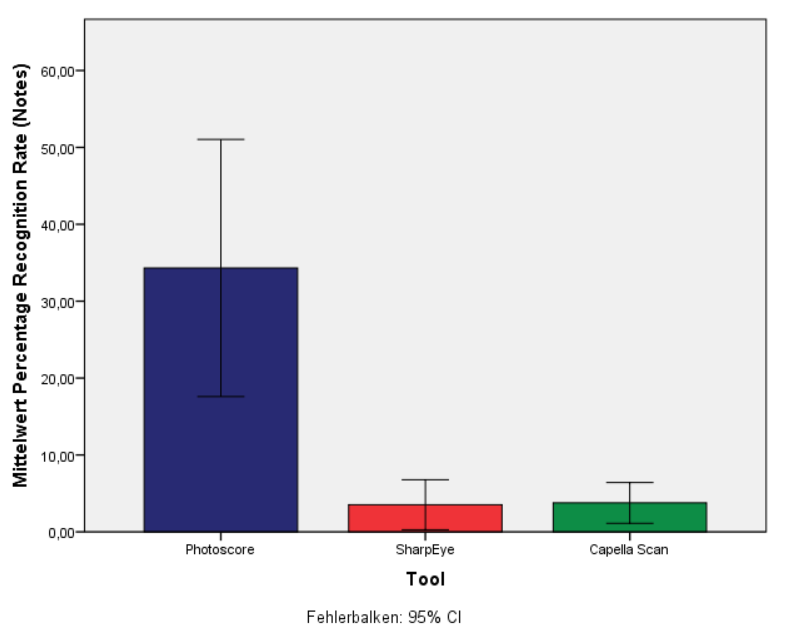 Mittelwert Percentage Recognition Rate (Notes)
60,00
50,00
40,00
30,00
20,00
10,00
0,00
Photoscore
SharpEye
Capella Scan
Tool
Fehlerbalken: 95% CI